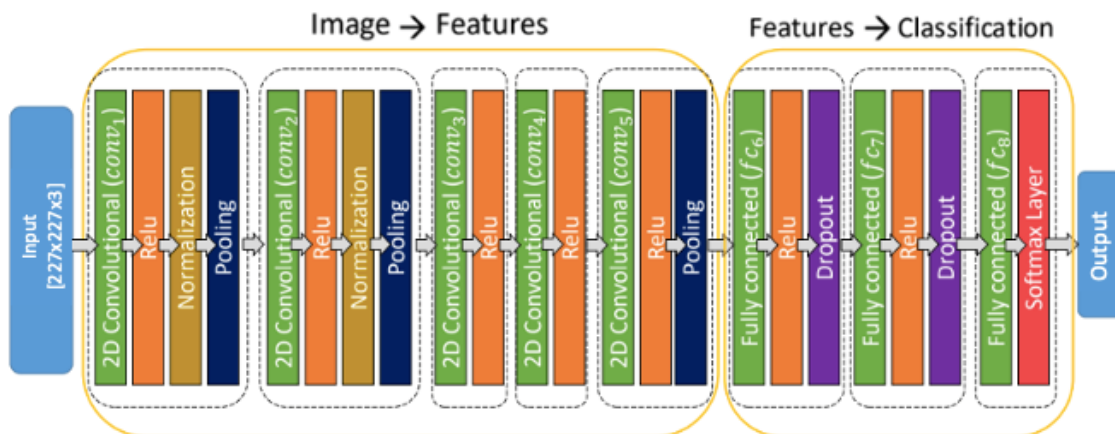 Image → Features
Features → Classification
Input
[227x227x3]
2D Convolutional (conv₁)
Relu
Normalization
Pooling
2D Convolutional (conv₂)
Relu
Normalization
Pooling
2D Convolutional (conv₃)
Relu
2D Convolutional (conv₄)
Relu
2D Convolutional (conv₅)
Relu
Pooling
Fully connected (fc₆)
Relu
Dropout
Fully connected (fc₇)
Relu
Dropout
Fully connected (fc₈)
Softmax Layer
Output